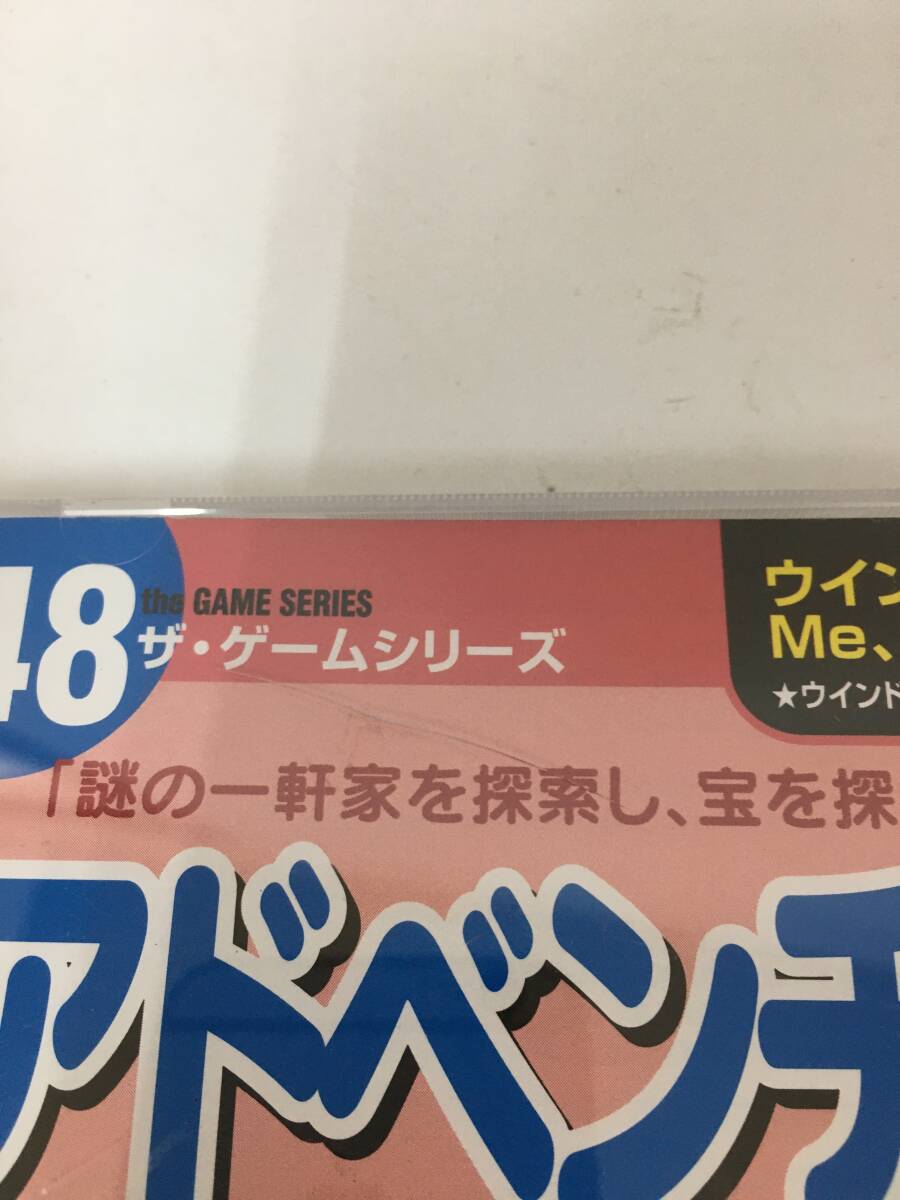 48
the GAME SERIES
ザ・ゲームシリーズ
ウイン
Me、
★ウインド
「謎の一軒家を探索し、宝を探
アドベンチ